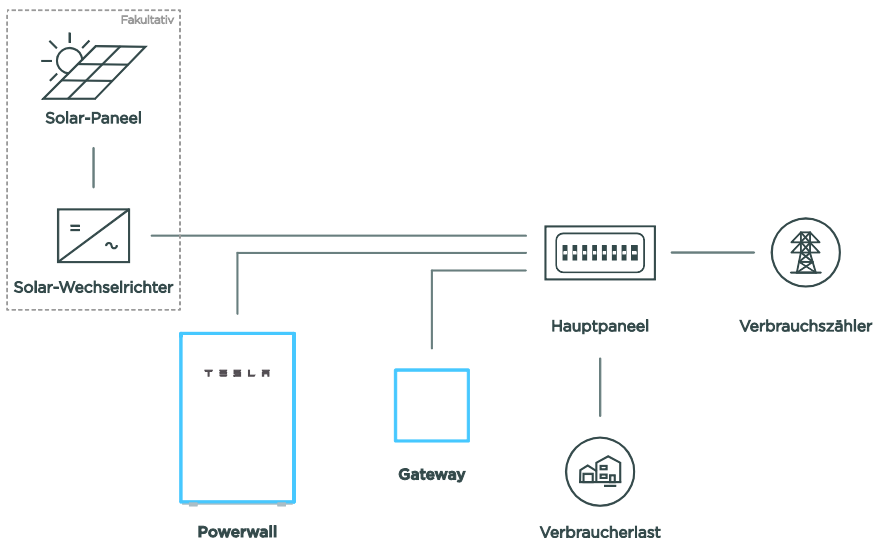 Fakultativ
Solar-Paneel
Solar-Wechselrichter
TESLA
Powerwall
Gateway
Hauptpaneel
Verbrauchszähler
Verbraucherlast